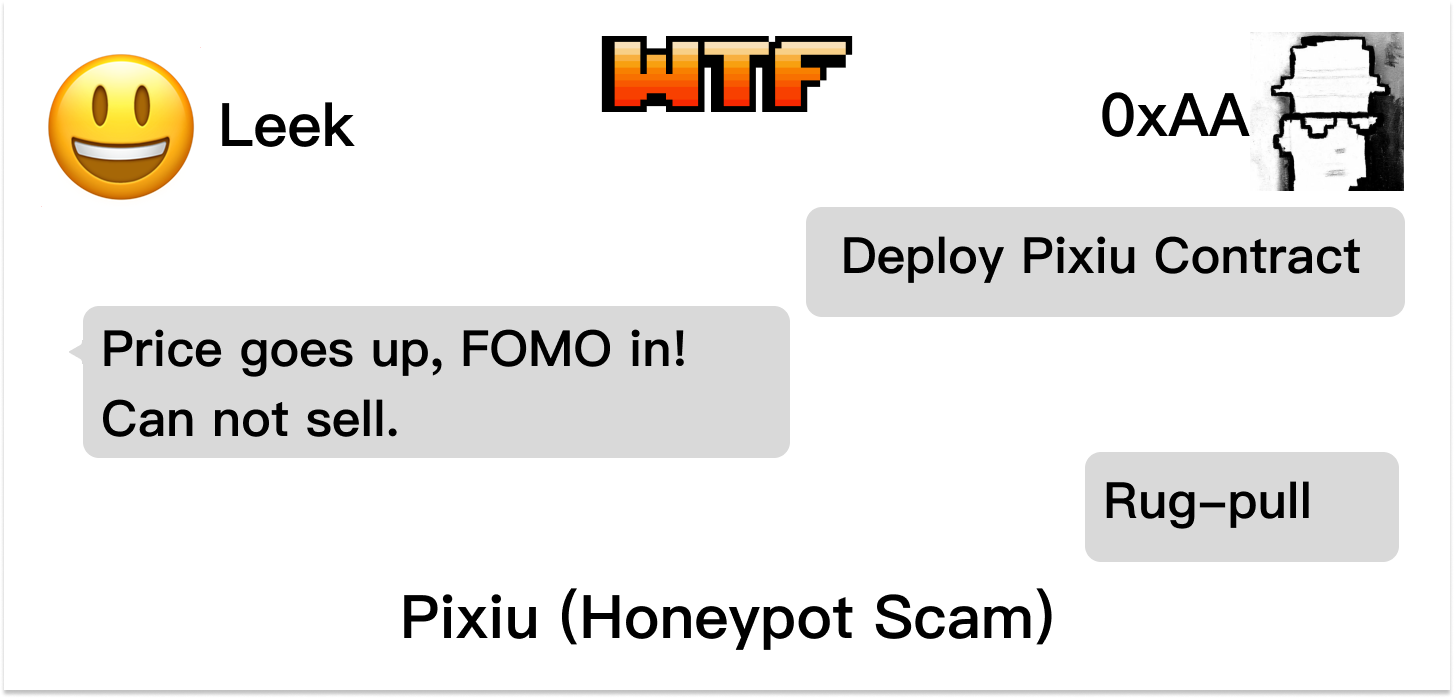 WTF
Leek
0xAA
Deploy Pixiu Contract
Price goes up, FOMO in!
Can not sell.
Rug-pull
Pixiu (Honeypot Scam)